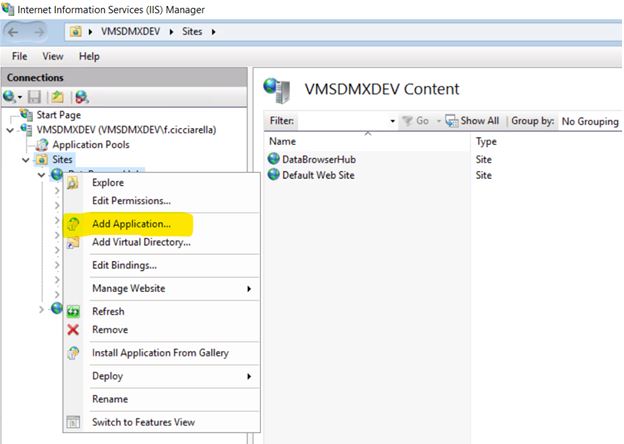 Internet Information Services (IIS) Manager
VMSDMXDEV Sites
File View Help
Connections
Start Page
VMSDMXDEV (VMSDMXDEV\f.cicciarella)
Application Pools
Sites
Explore
Edit Permissions...
Add Application...
Add Virtual Directory...
Edit Bindings...
Manage Website
Refresh
Remove
Install Application From Gallery
Deploy
Rename
Switch to Features View
VMSDMXDEV Content
Filter: Go Show All Group by: No Grouping
Name Type
DataBrowserHub Site
Default Web Site Site